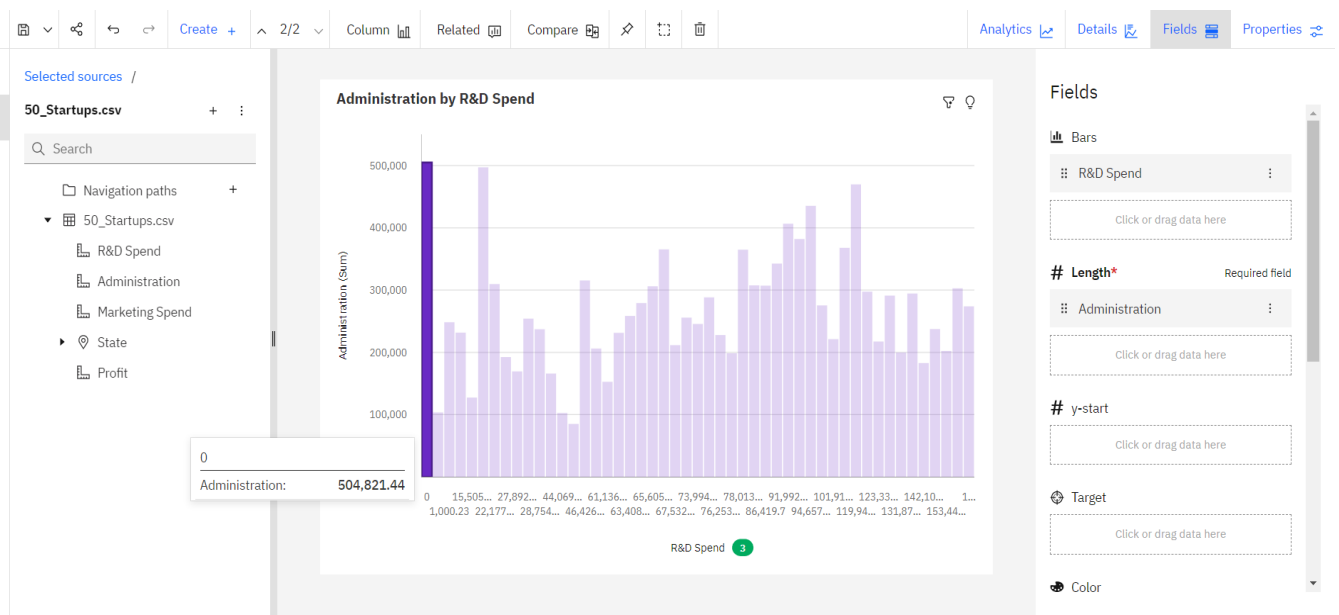 Create +
2/2
Column
Related
Compare
Analytics
Details
Fields
Properties
Selected sources /
50_Startups.csv
Search
Navigation paths
50_Startups.csv
R&D Spend
Administration
Marketing Spend
State
Profit
Administration by R&D Spend
Administration (Sum)
500,000
400,000
300,000
200,000
100,000
0
Administration: 504,821.44
0 15,505... 27,892... 44,069... 61,136... 65,605... 73,994... 78,013... 91,992... 101,91... 123,33... 142,10... 1...
1,000.23 22,177... 28,754... 46,426... 63,408... 67,532... 76,253... 86,419.7 94,657... 119,94... 131,87... 153,44...
R&D Spend 3
Fields
Bars
R&D Spend
Click or drag data here
# Length* Required field
Administration
Click or drag data here
# y-start
Click or drag data here
Target
Click or drag data here
Color